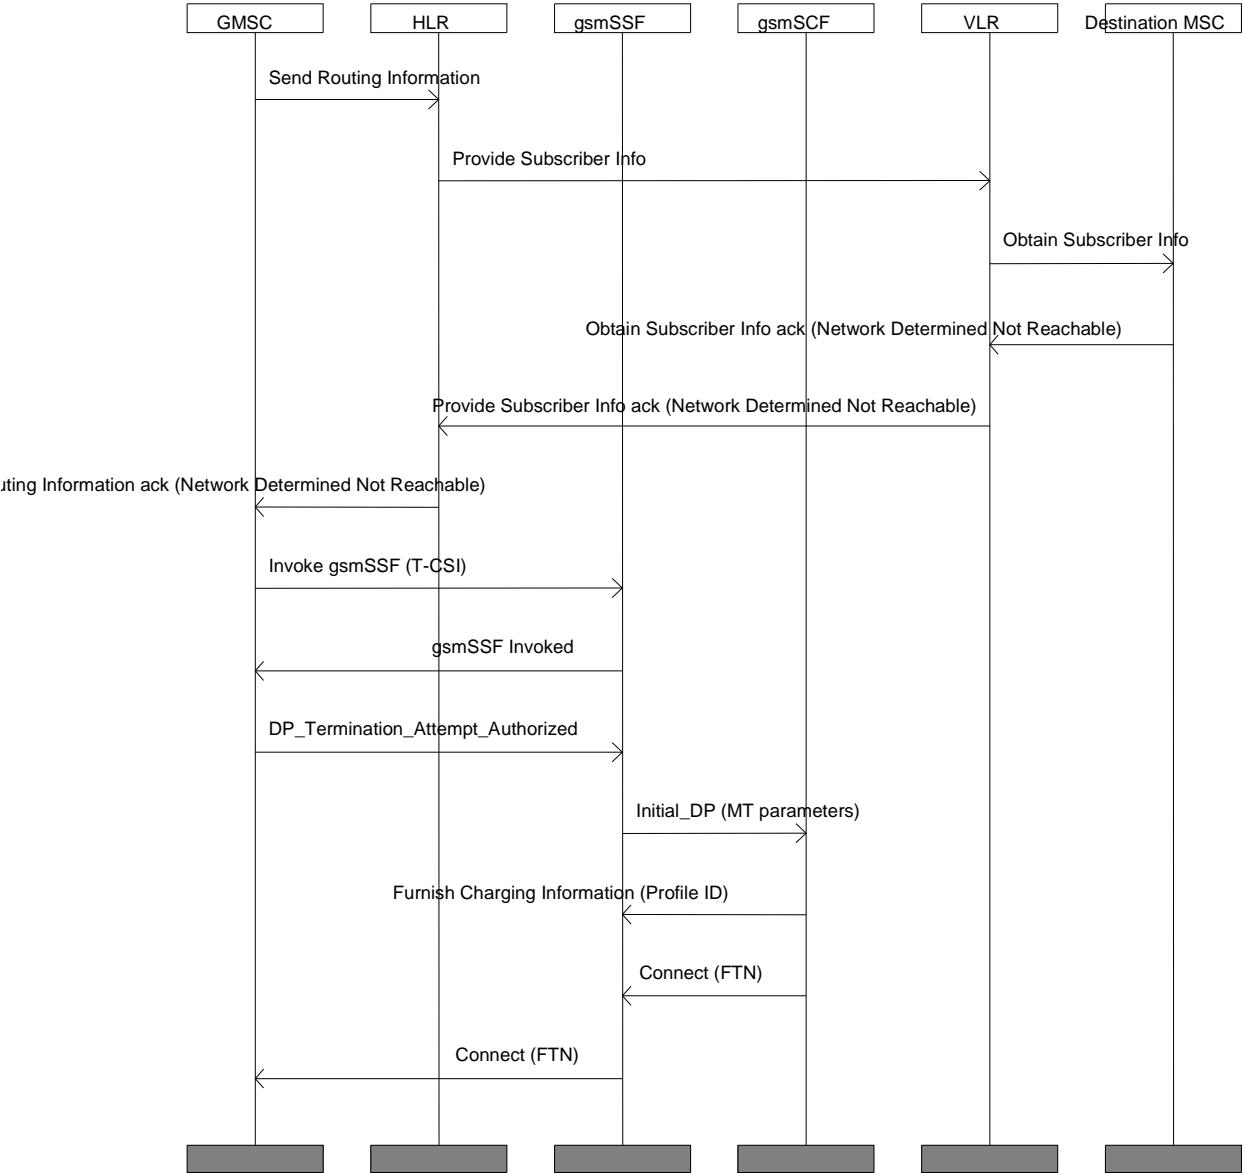 GMSC HLR gsmSSF gsmSCF VLR Destination MSC
Send Routing Information
Provide Subscriber Info
Obtain Subscriber Info
Obtain Subscriber Info ack (Network Determined Not Reachable)
Provide Subscriber Info ack (Network Determined Not Reachable)
uting Information ack (Network Determined Not Reachable)
Invoke gsmSSF (T-CSI)
gsmSSF Invoked
DP_Termination_Attempt_Authorized
Initial_DP (MT parameters)
Furnish Charging Information (Profile ID)
Connect (FTN)
Connect (FTN)